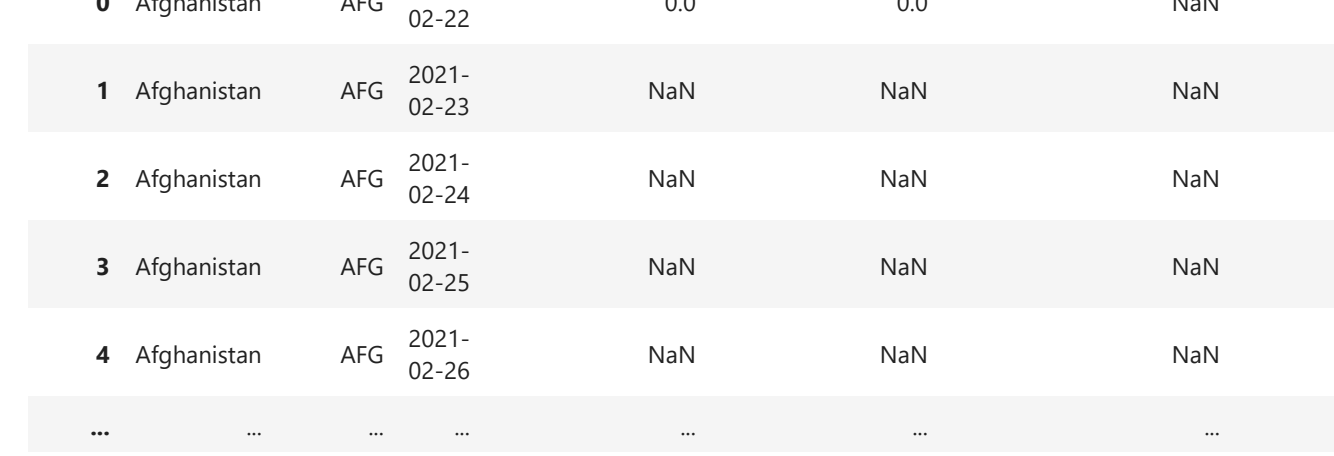 0 Afghanistan AFG 02-22 0.0 0.0 NaN
1 Afghanistan AFG 2021-02-23 NaN NaN NaN
2 Afghanistan AFG 2021-02-24 NaN NaN NaN
3 Afghanistan AFG 2021-02-25 NaN NaN NaN
4 Afghanistan AFG 2021-02-26 NaN NaN NaN
... ... ... ... ... ... ...